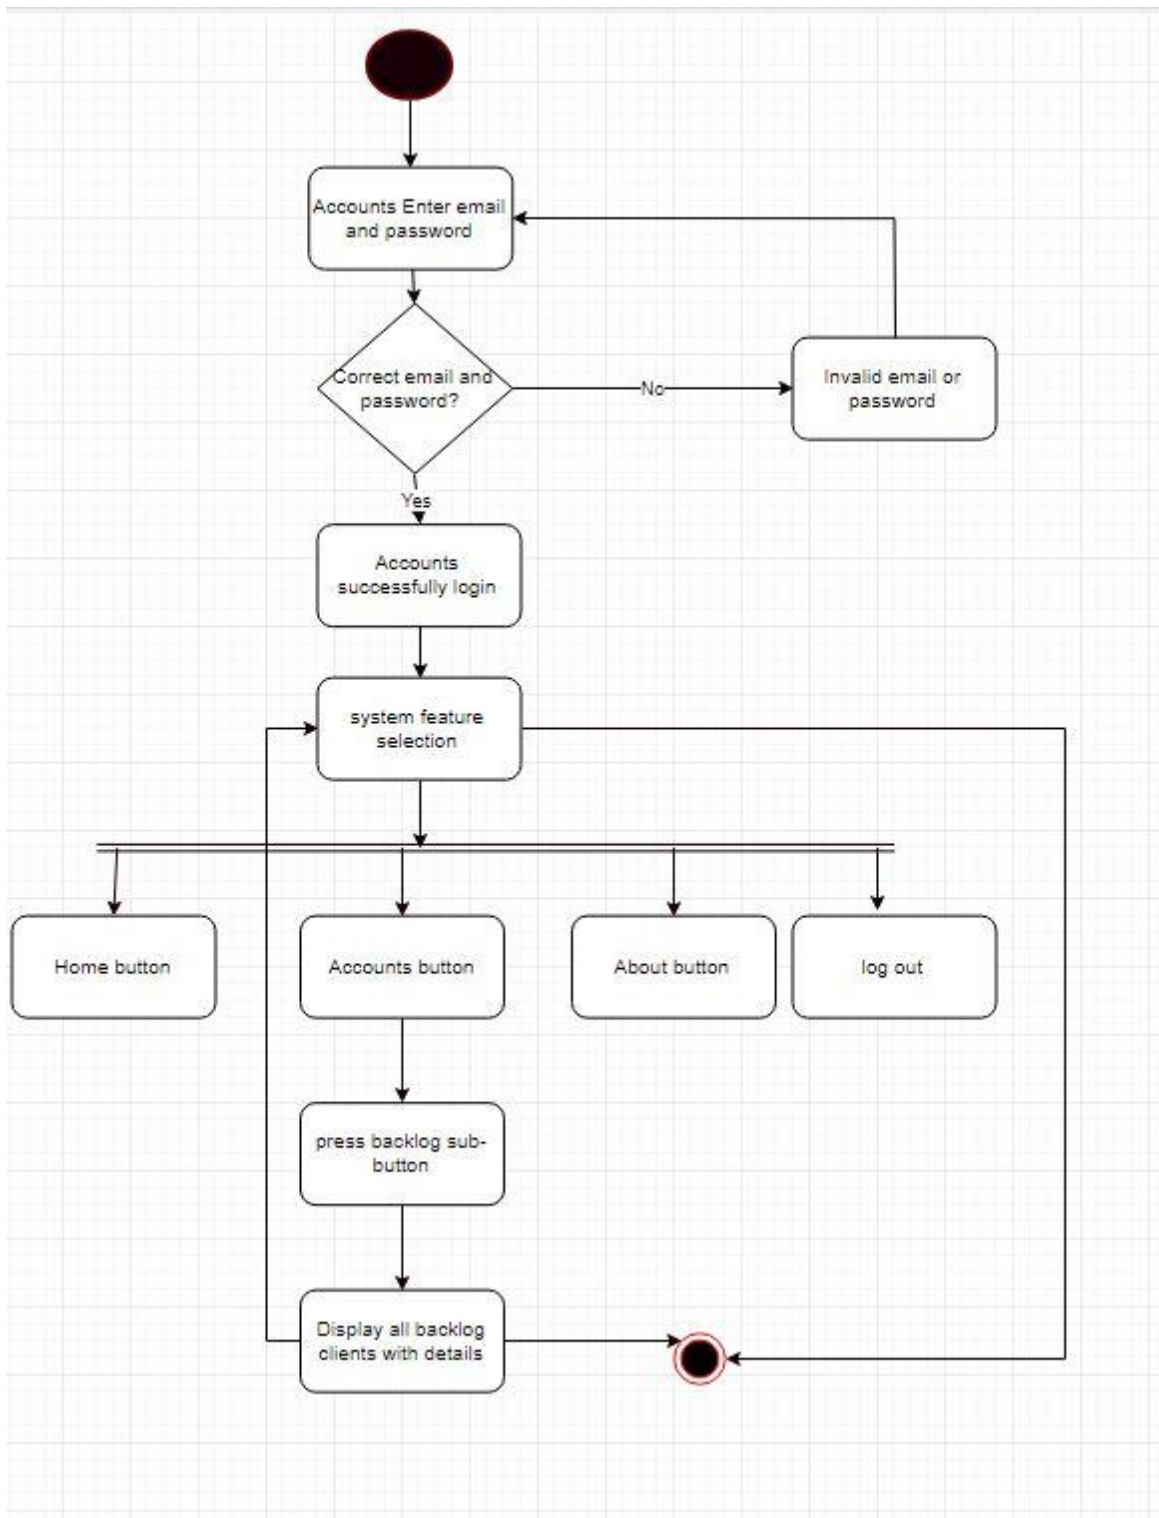 Accounts Enter email
and password
Correct email and
password?
No
Invalid email or
password
Yes
Accounts
successfully login
system feature
selection
Home button
Accounts button
About button
log out
press backlog sub-
button
Display all backlog
clients with details